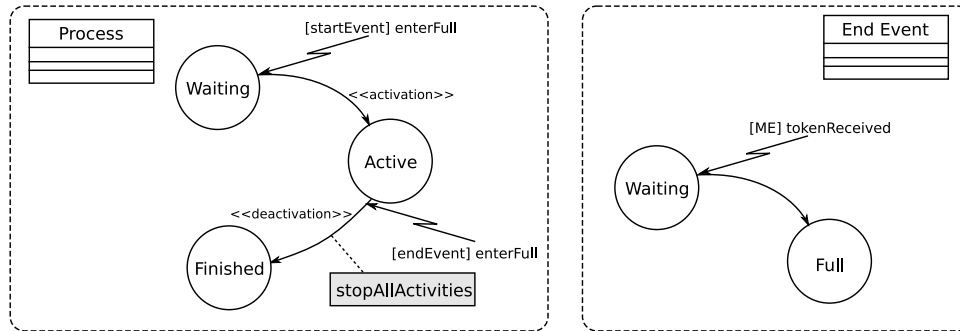 Process
[startEvent] enterFull
Waiting
<<activation>>
Active
<<deactivation>>
[endEvent] enterFull
Finished
stopAllActivities
End Event
[ME] tokenReceived
Waiting
Full